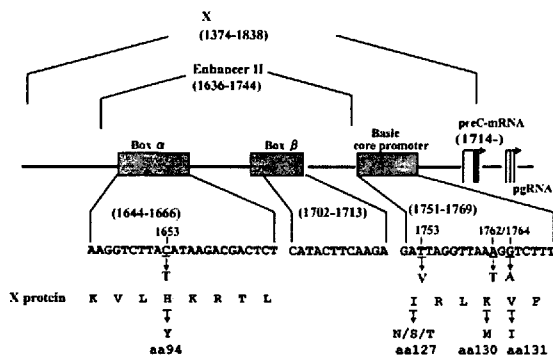 X
(1374-1838)
Enhancer II
(1636-1744)
Box α
Box β
Basic core promoter
preC-mRNA
(1714-)
pgRNA
(1644-1666)
(1702-1713)
(1751-1769)
1653
1753
1762/1764
AAGGTCTTACATAAGACGACTCT CATACTTCAAGA GATTAGGTTAAAGGTCTTT
T V T A
X protein K V L H K R T L I R L K V F
Y N/S/T M I
aa94 aa127 aa130 aa131